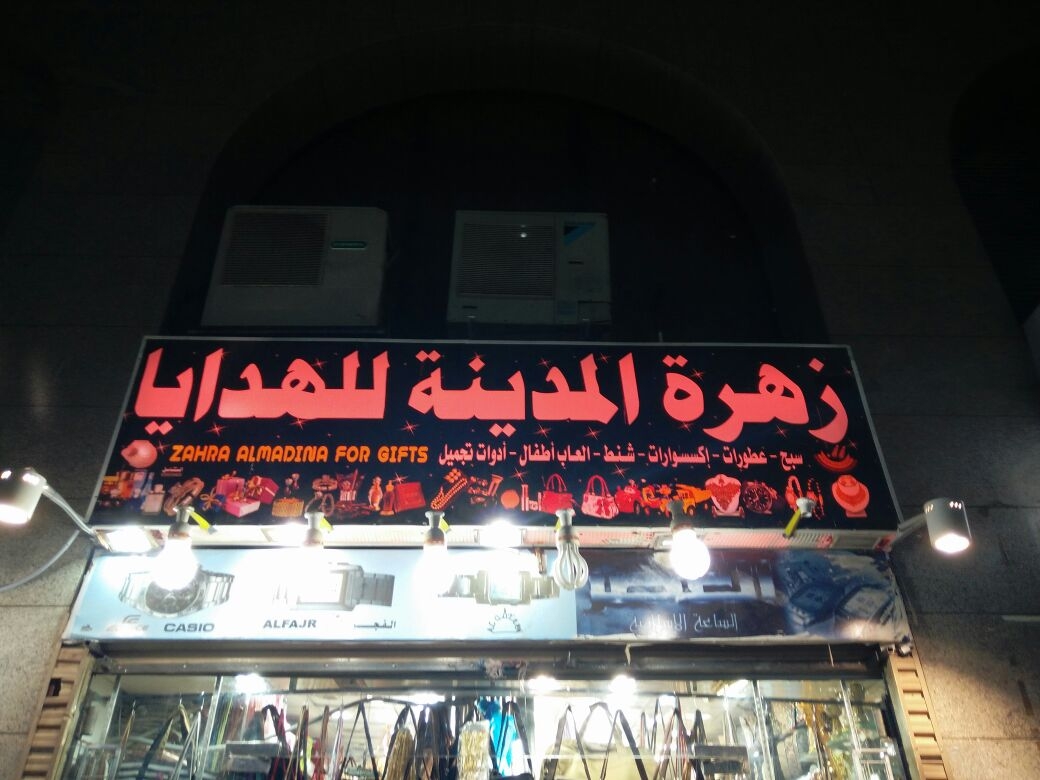 زهرة المدينة للهدايا
سبح - عطورات - إكسسوارات - شنط - العاب أطفال - أدوات تجميل ZAHRA ALMADINA FOR GIFTS
CASIO ALFAJR الفجر